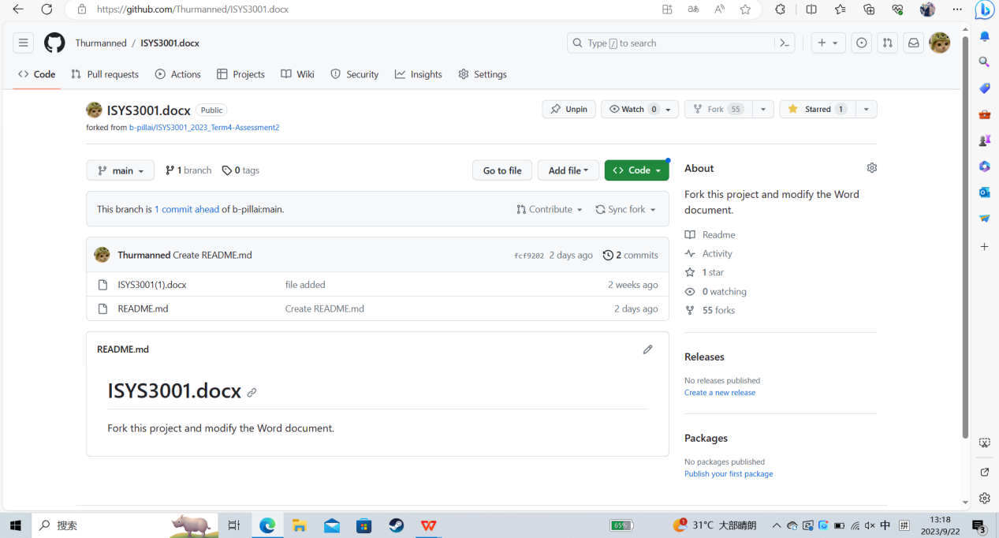 https://github.com/Thurmanned/ISYS3001.docx
Thurmanned / ISYS3001.docx
Type / to search
Code Pull requests Actions Projects Wiki Security Insights Settings
ISYS3001.docx Public
Unpin Watch 0 Fork 55 Starred 1
forked from b-pillai/ISYS3001_2023_Term4-Assessment2
main 1 branch 0 tags
Go to file Add file Code
This branch is 1 commit ahead of b-pillai:main.
Contribute Sync fork
Thurmanned Create README.md fcf9202 2 days ago 2 commits
ISYS3001(1).docx file added 2 weeks ago
README.md Create README.md 2 days ago
README.md
ISYS3001.docx
Fork this project and modify the Word document.
About
Fork this project and modify the Word
document.
Readme
Activity
1 star
0 watching
55 forks
Releases
No releases published
Create a new release
Packages
No packages published
Publish your first package
搜索
65%
1
31°C 大部晴朗
中
拼
13:18
2023/9/22
3